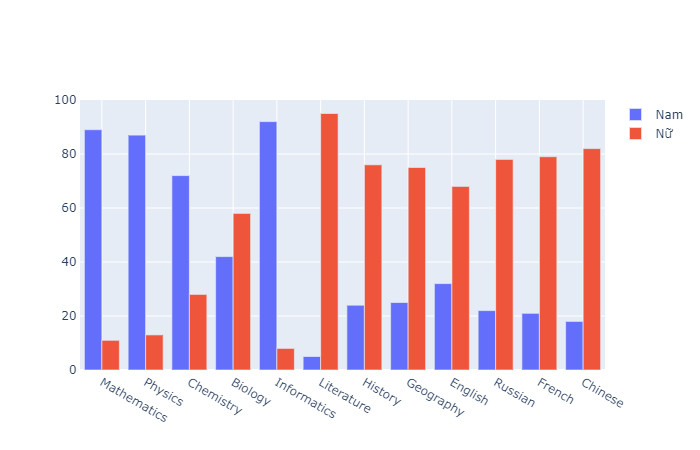 100
80
60
40
20
0
Mathematics
Physics
Chemistry
Biology
Informatics
Literature
History
Geography
English
Russian
French
Chinese
Nam
Nữ